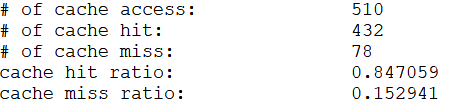 # of cache access: 510
# of cache hit: 432
# of cache miss: 78
cache hit ratio: 0.847059
cache miss ratio: 0.152941